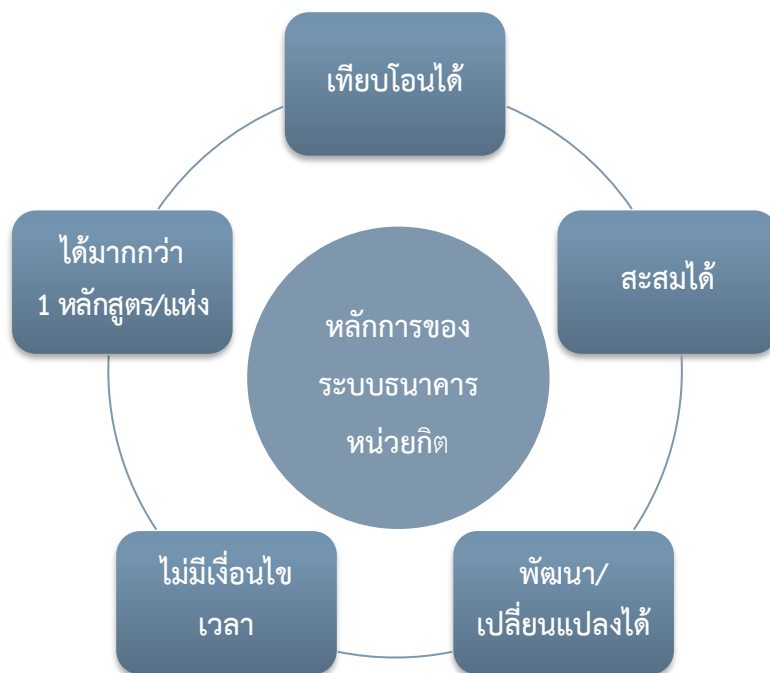 เทียบโอนได้
สะสมได้
พัฒนา/
เปลี่ยนแปลงได้
ไม่มีเงื่อนไข
เวลา
ได้มากกว่า
1 หลักสูตร/แห่ง
หลักการของ
ระบบธนาคาร
หน่วยกิต